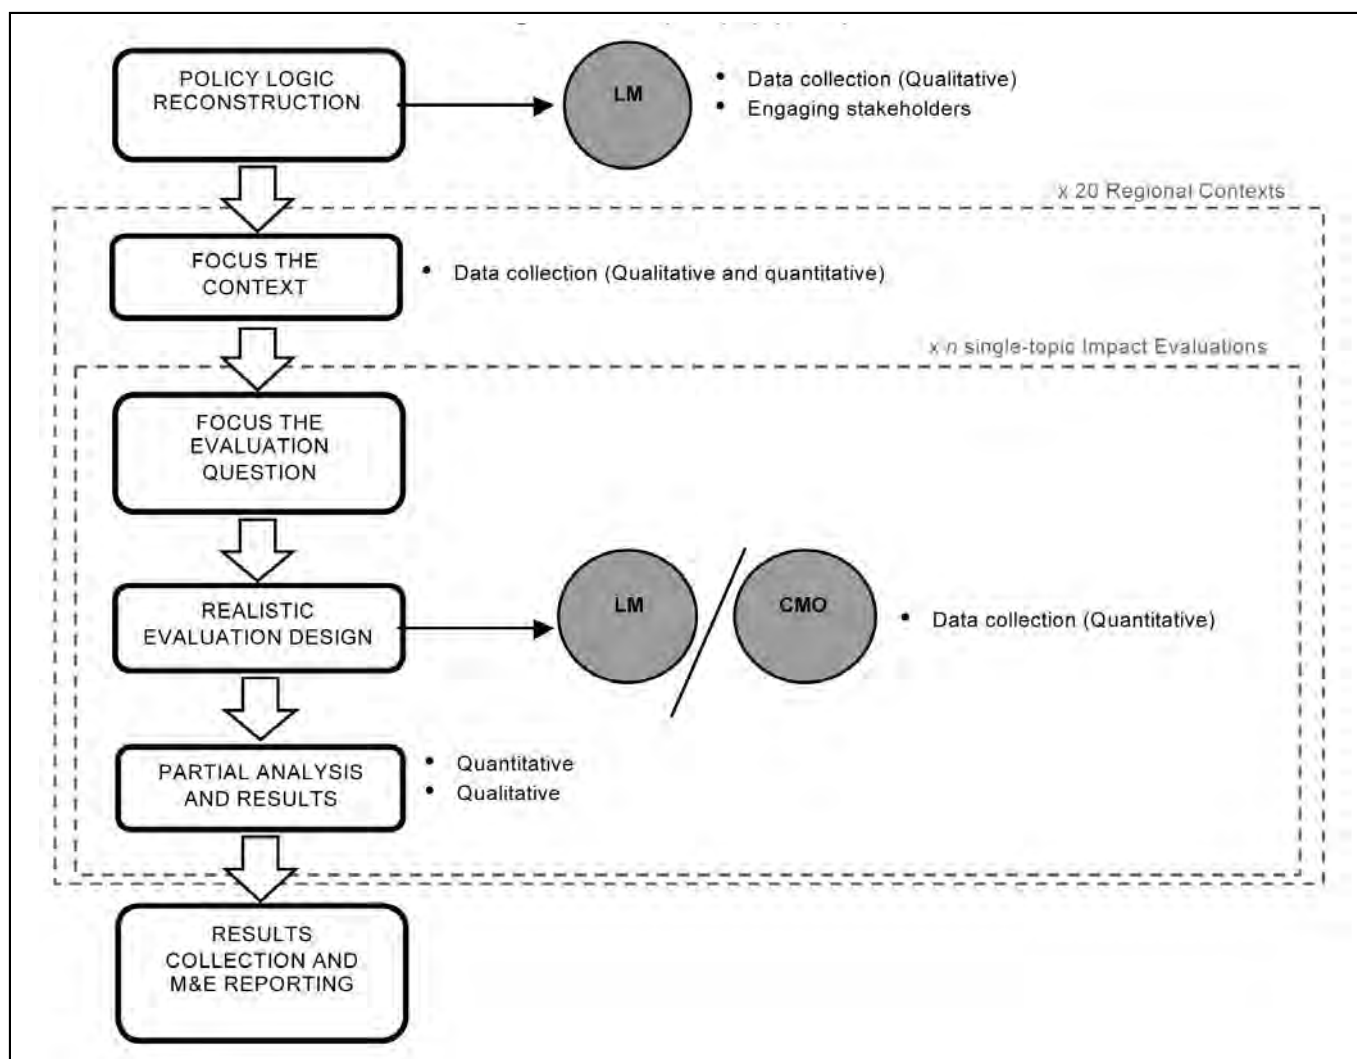 POLICY LOGIC
RECONSTRUCTION
LM
• Data collection (Qualitative)
• Engaging stakeholders
x 20 Regional Contexts
FOCUS THE
CONTEXT
• Data collection (Qualitative and quantitative)
x n single-topic Impact Evaluations
FOCUS THE
EVALUATION
QUESTION
REALISTIC
EVALUATION DESIGN
LM
CMO
• Data collection (Quantitative)
PARTIAL ANALYSIS
AND RESULTS
• Quantitative
• Qualitative
RESULTS
COLLECTION AND
M&E REPORTING